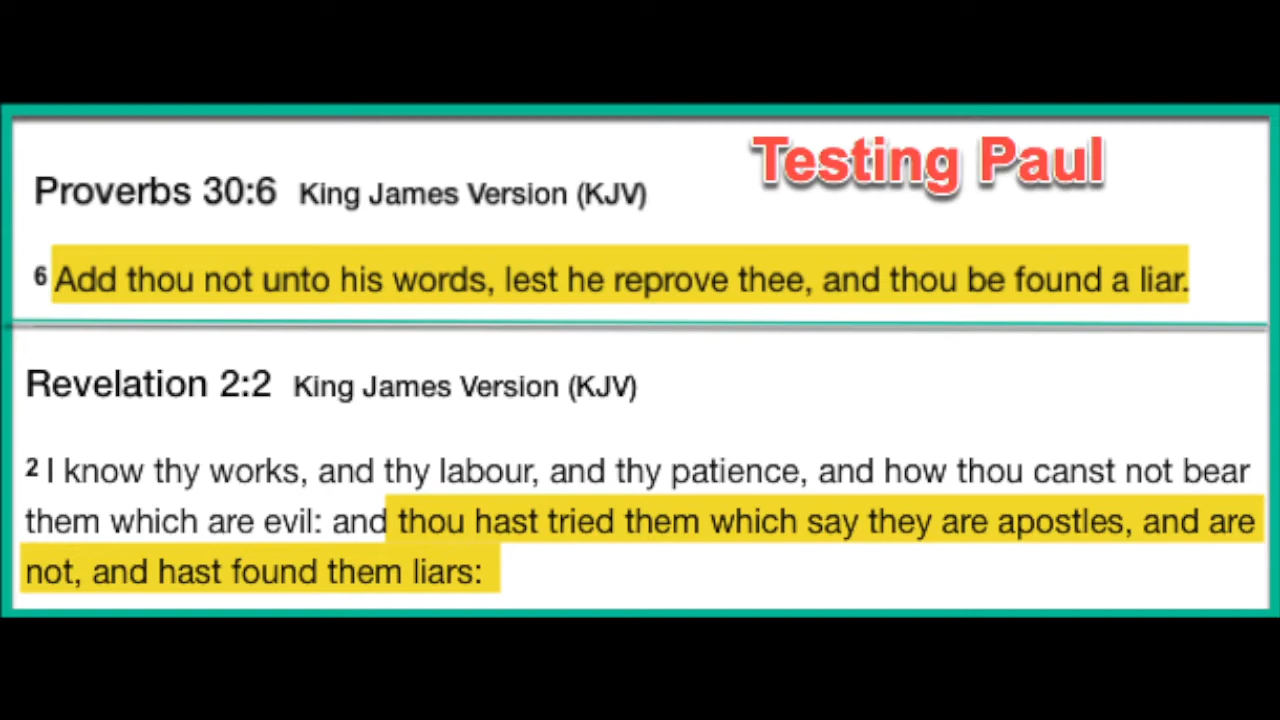 Testing Paul
Proverbs 30:6 King James Version (KJV)
6 Add thou not unto his words, lest he reprove thee, and thou be found a liar.
Revelation 2:2 King James Version (KJV)
2 I know thy works, and thy labour, and thy patience, and how thou canst not bear
them which are evil: and thou hast tried them which say they are apostles, and are
not, and hast found them liars: